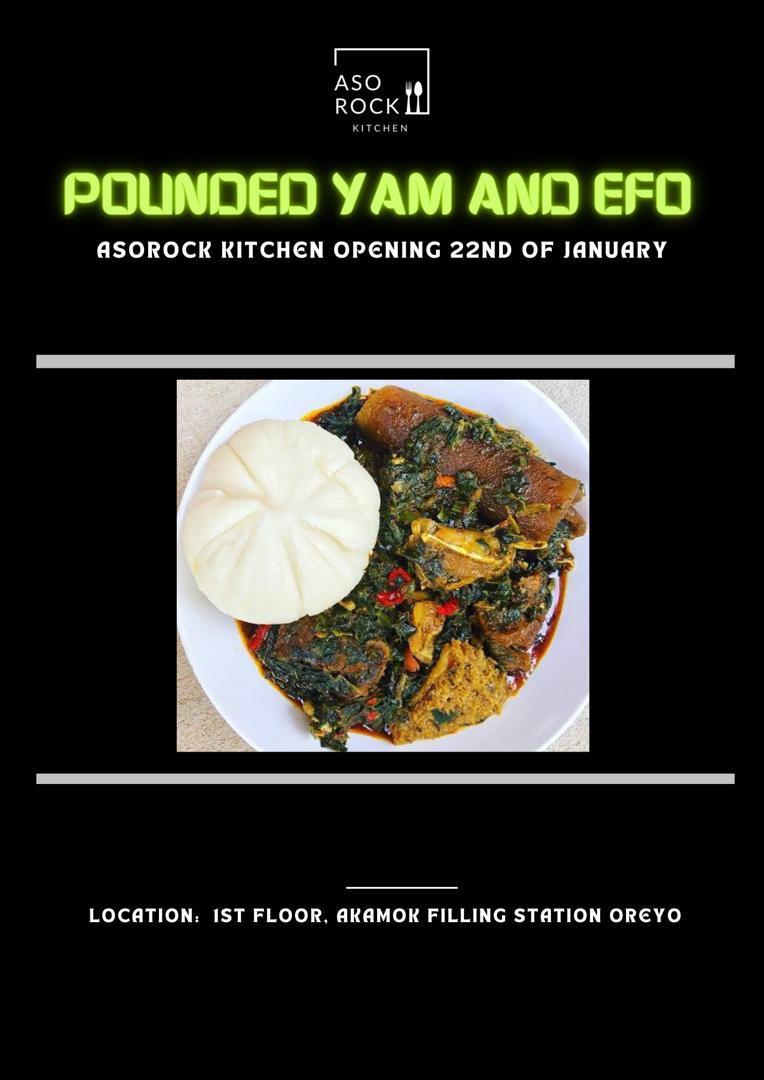 ASO
ROCK
KITCHEN
POUNDED YAM AND EFO
ASOROCK KITCHEN OPENING 22ND OF JANUARY
LOCATION: 1ST FLOOR, AKAMOK FILLING STATION OREYO